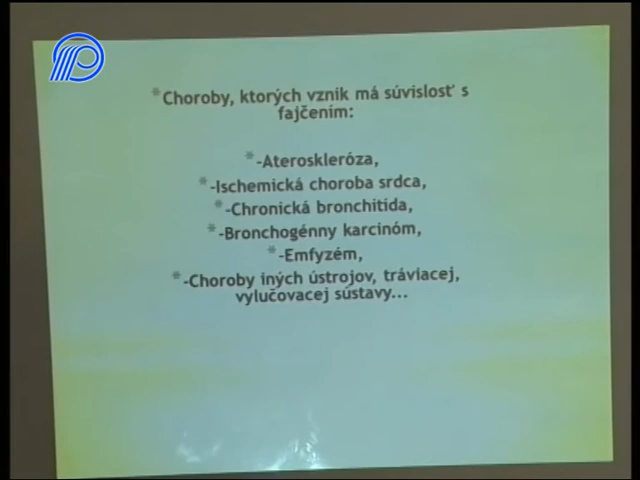 *Choroby, ktorých vznik má súvislosť s
fajčením:
*-Ateroskleróza,
*-Ischemická choroba srdca,
*-Chronická bronchitída,
*-Bronchogénny karcinóm,
*-Emfyzém,
*-Choroby iných ústrojov, tráviacej,
vylučovacej sústavy...